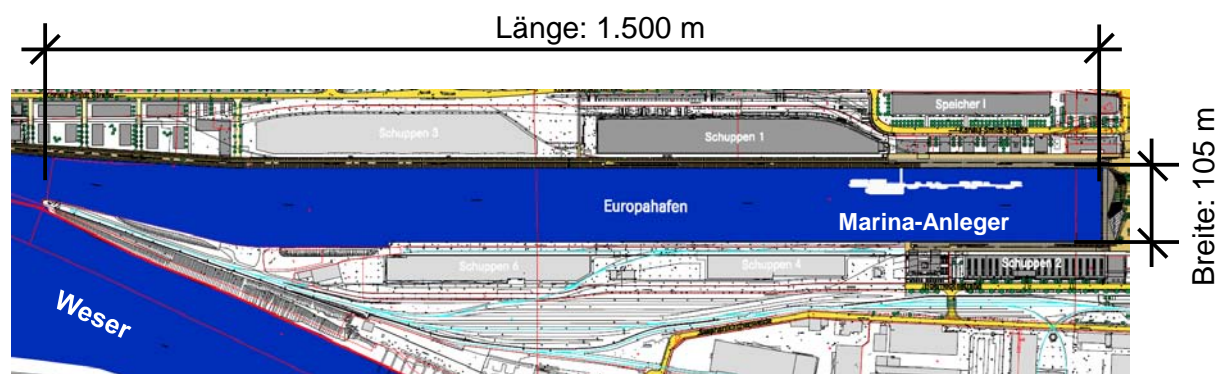 Länge: 1.500 m
Speicher I
Schuppen 3
Schuppen 1
Europahafen
Marina-Anleger
Breite: 105 m
Schuppen 6
Schuppen 4
Schuppen 2
Weser